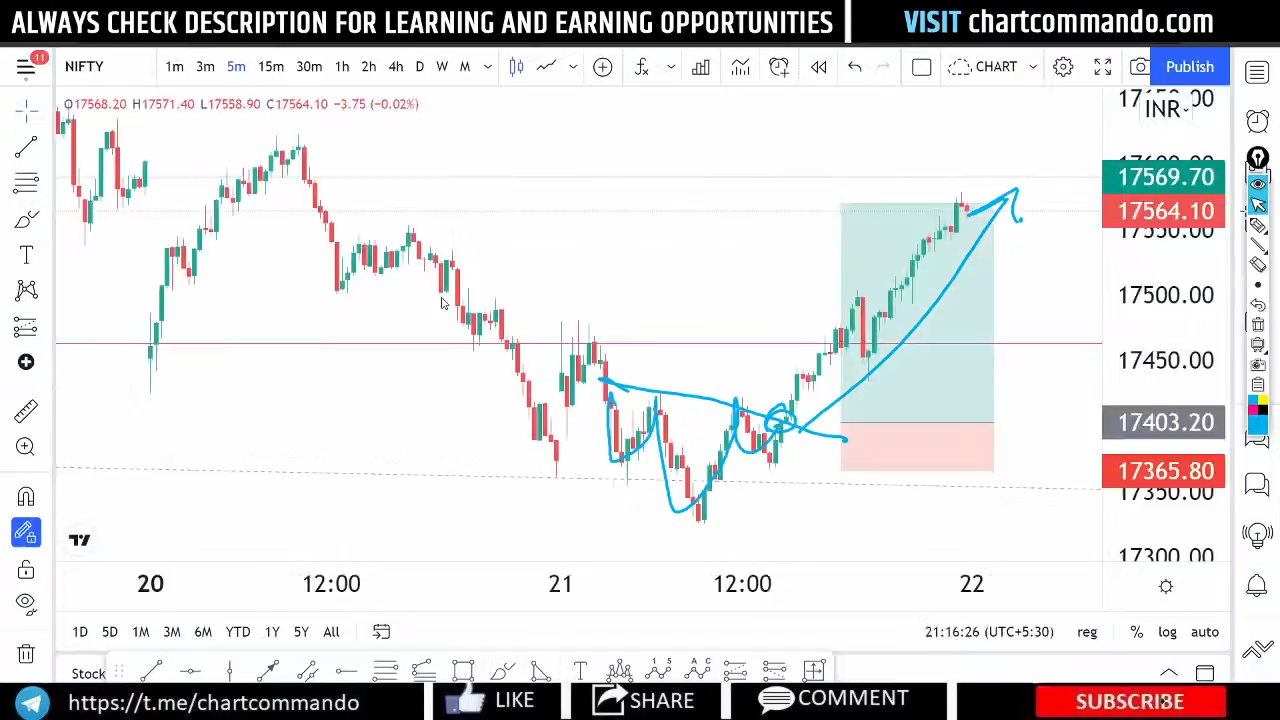 ALWAYS CHECK DESCRIPTION FOR LEARNING AND EARNING OPPORTUNITIES VISIT chartcommando.com
11 NIFTY 1m 3m 5m 15m 30m 1h 2h 4h D W M CHART Publish
O17568.20 H17571.40 L17558.90 C17564.10 −3.75 (−0.02%)
INR
17569.70
17564.10
17500.00
17450.00
17403.20
17365.80
17350.00
17300.00
20 12:00 21 12:00 22
1D 5D 1M 3M 6M YTD 1Y 5Y All 21:16:26 (UTC+5:30) reg % log auto
Stock
https://t.me/chartcommando LIKE SHARE COMMENT SUBSCRIBE